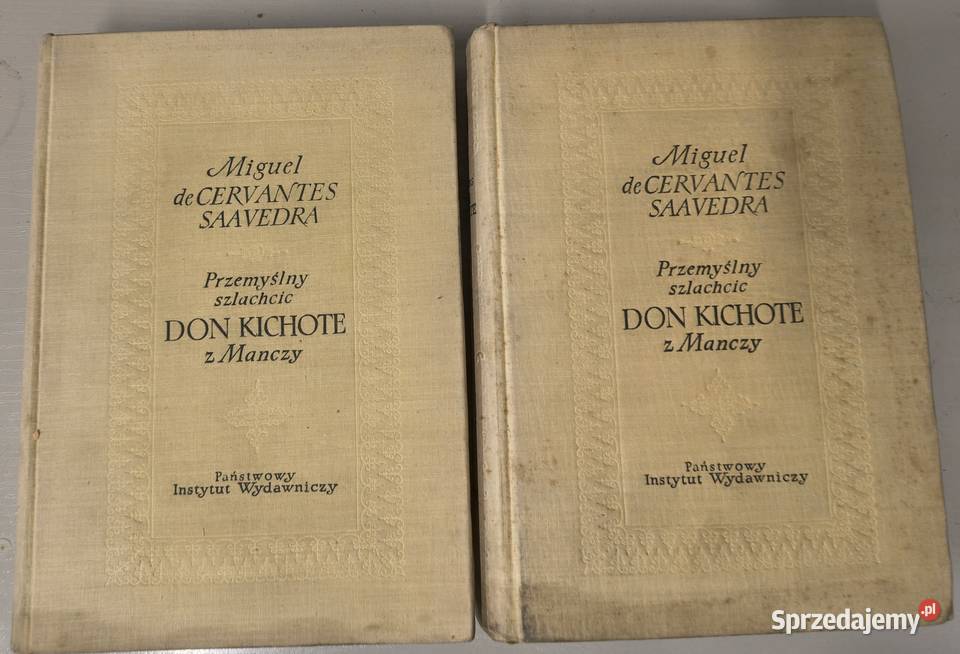 Miguel
de CERVANTES
SAAVEDRA
Przemyślny
szlachcic
DON KICHOTE
z Manczy
Państwowy
Instytut Wydawniczy
Miguel
de CERVANTES
SAAVEDRA
Przemyślny
szlachcic
DON KICHOTE
z Manczy
Państwowy
Instytut Wydawniczy
Sprzedajemy.pl